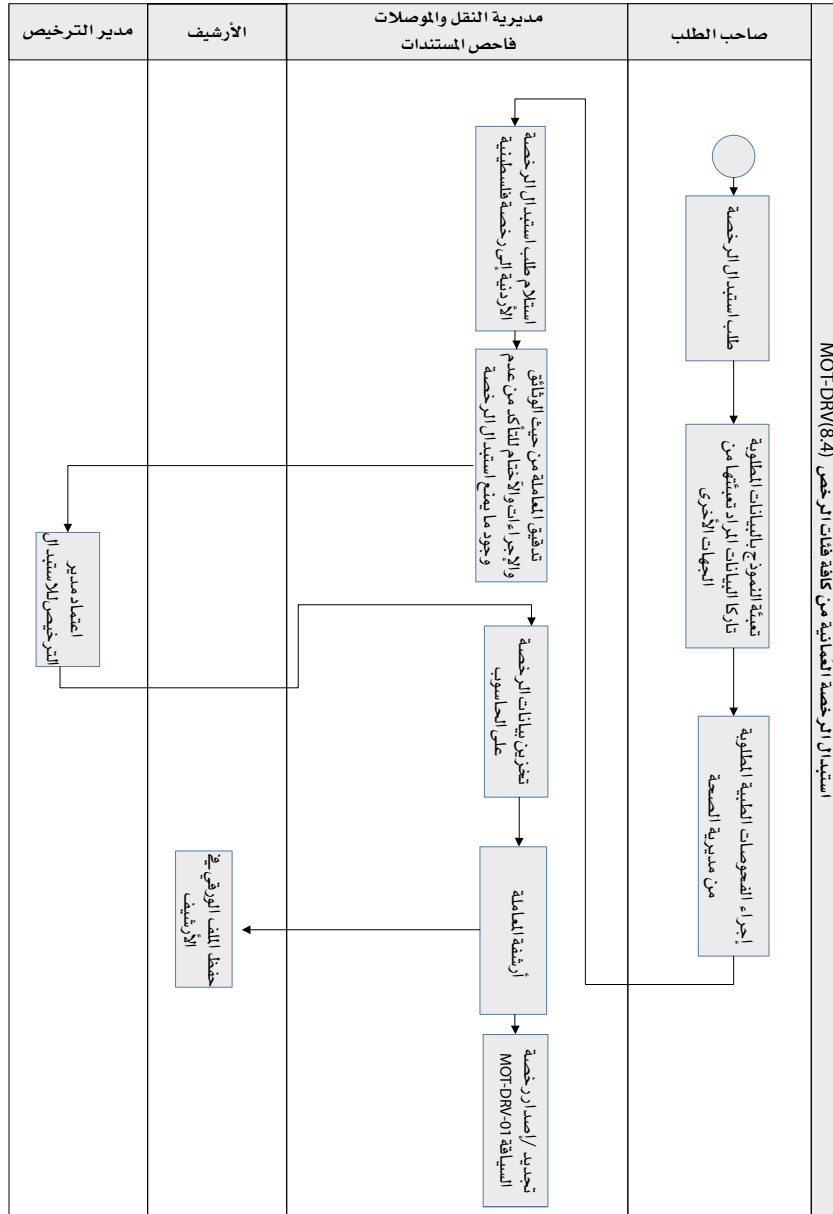 استبدال الرخصة العمانية من كافة فئات الرخص MOT-DRV(8.4)
صاحب الطلب
مديرية النقل والموصلات
فاحص المستندات
الأرشيف
مدير الترخيص
طلب استبدال الرخصة
تعبئة النموذج بالبيانات المطلوبة
تاركا البيانات المراد تعبئتها من
الجهات الأخرى
إجراء الفحوصات الطبية المطلوبة
من مديرية الصحة
استلام طلب استبدال الرخصة
الأردنية إلى رخصة فلسطينية
تدقيق المعاملة من حيث الوثائق
والإجراءات والأختام للتأكد من عدم
وجود ما يمنع استبدال الرخصة
اعتماد مدير
الترخيص للاستبدال
تخزين بيانات الرخصة
على الحاسوب
أرشفة المعاملة
حفظ الملف الورقي في
الأرشيف
تجديد / إصدار رخصة
السياقة MOT-DRV-01